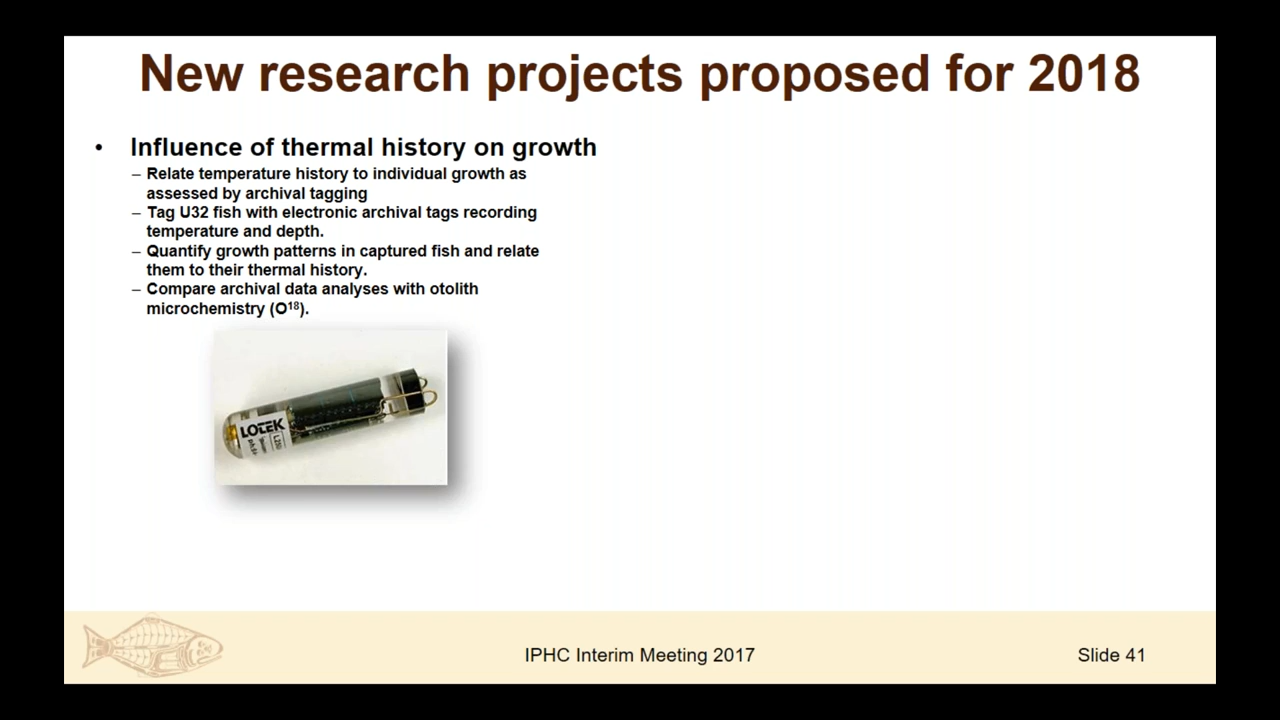 New research projects proposed for 2018
• Influence of thermal history on growth
– Relate temperature history to individual growth as
assessed by archival tagging
– Tag U32 fish with electronic archival tags recording
temperature and depth.
– Quantify growth patterns in captured fish and relate
them to their thermal history.
– Compare archival data analyses with otolith
microchemistry (O¹⁸).
LOTEK
IPHC Interim Meeting 2017
Slide 41